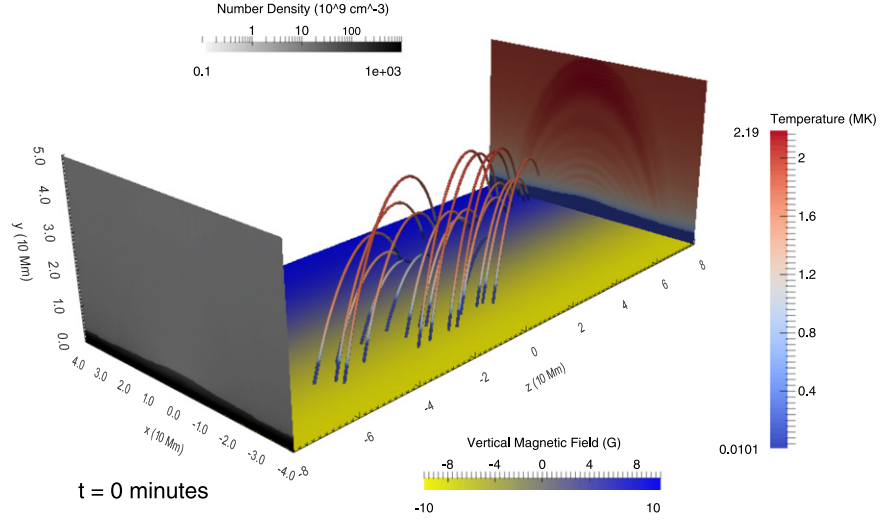 Number Density (10^9 cm^-3)
1 10 100
0.1 1e+03
Temperature (MK)
2.19
2
1.6
1.2
0.8
0.4
0.0101
y (10 Mm)
5.0
4.0
3.0
2.0
1.0
0.0
x (10 Mm)
4.0 3.0 2.0 1.0 0.0 -1.0 -2.0 -3.0 -4.0
z (10 Mm)
-8 -6 -4 -2 0 2 4 6 8
Vertical Magnetic Field (G)
-8 -4 0 4 8
-10 10
t = 0 minutes